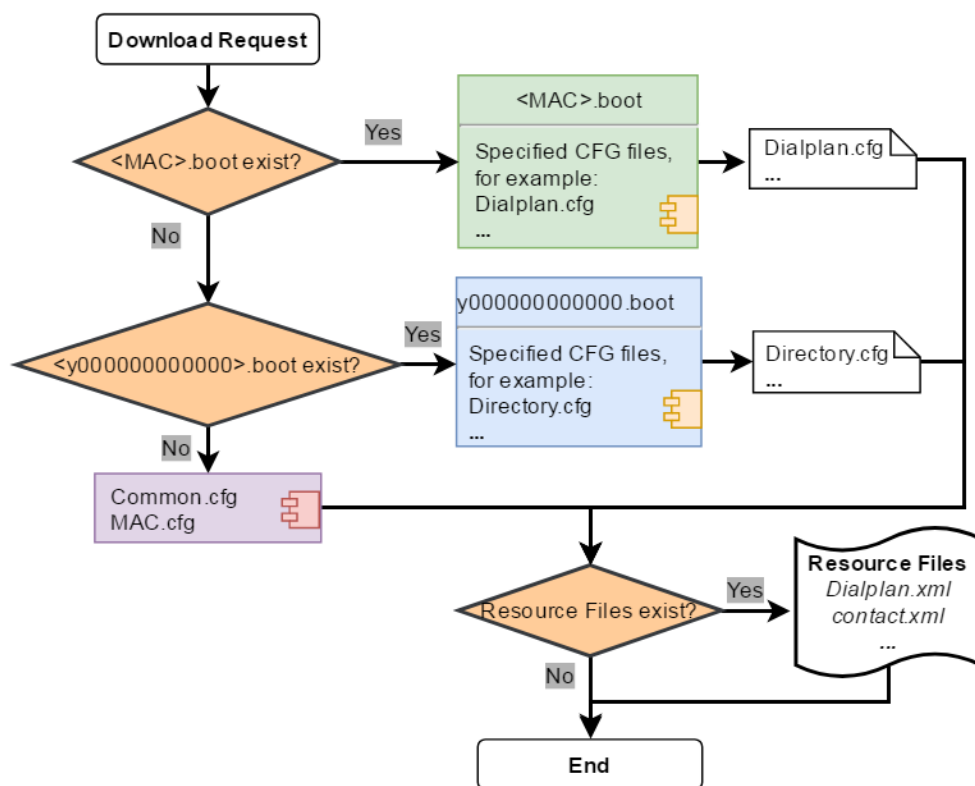 Download Request
<MAC>.boot exist?
Yes
<MAC>.boot
Specified CFG files,
for example:
Dialplan.cfg
...
Dialplan.cfg
...
No
<y000000000000>.boot exist?
Yes
y000000000000.boot
Specified CFG files,
for example:
Directory.cfg
...
Directory.cfg
...
No
Common.cfg
MAC.cfg
Resource Files exist?
Yes
Resource Files
Dialplan.xml
contact.xml
...
No
End